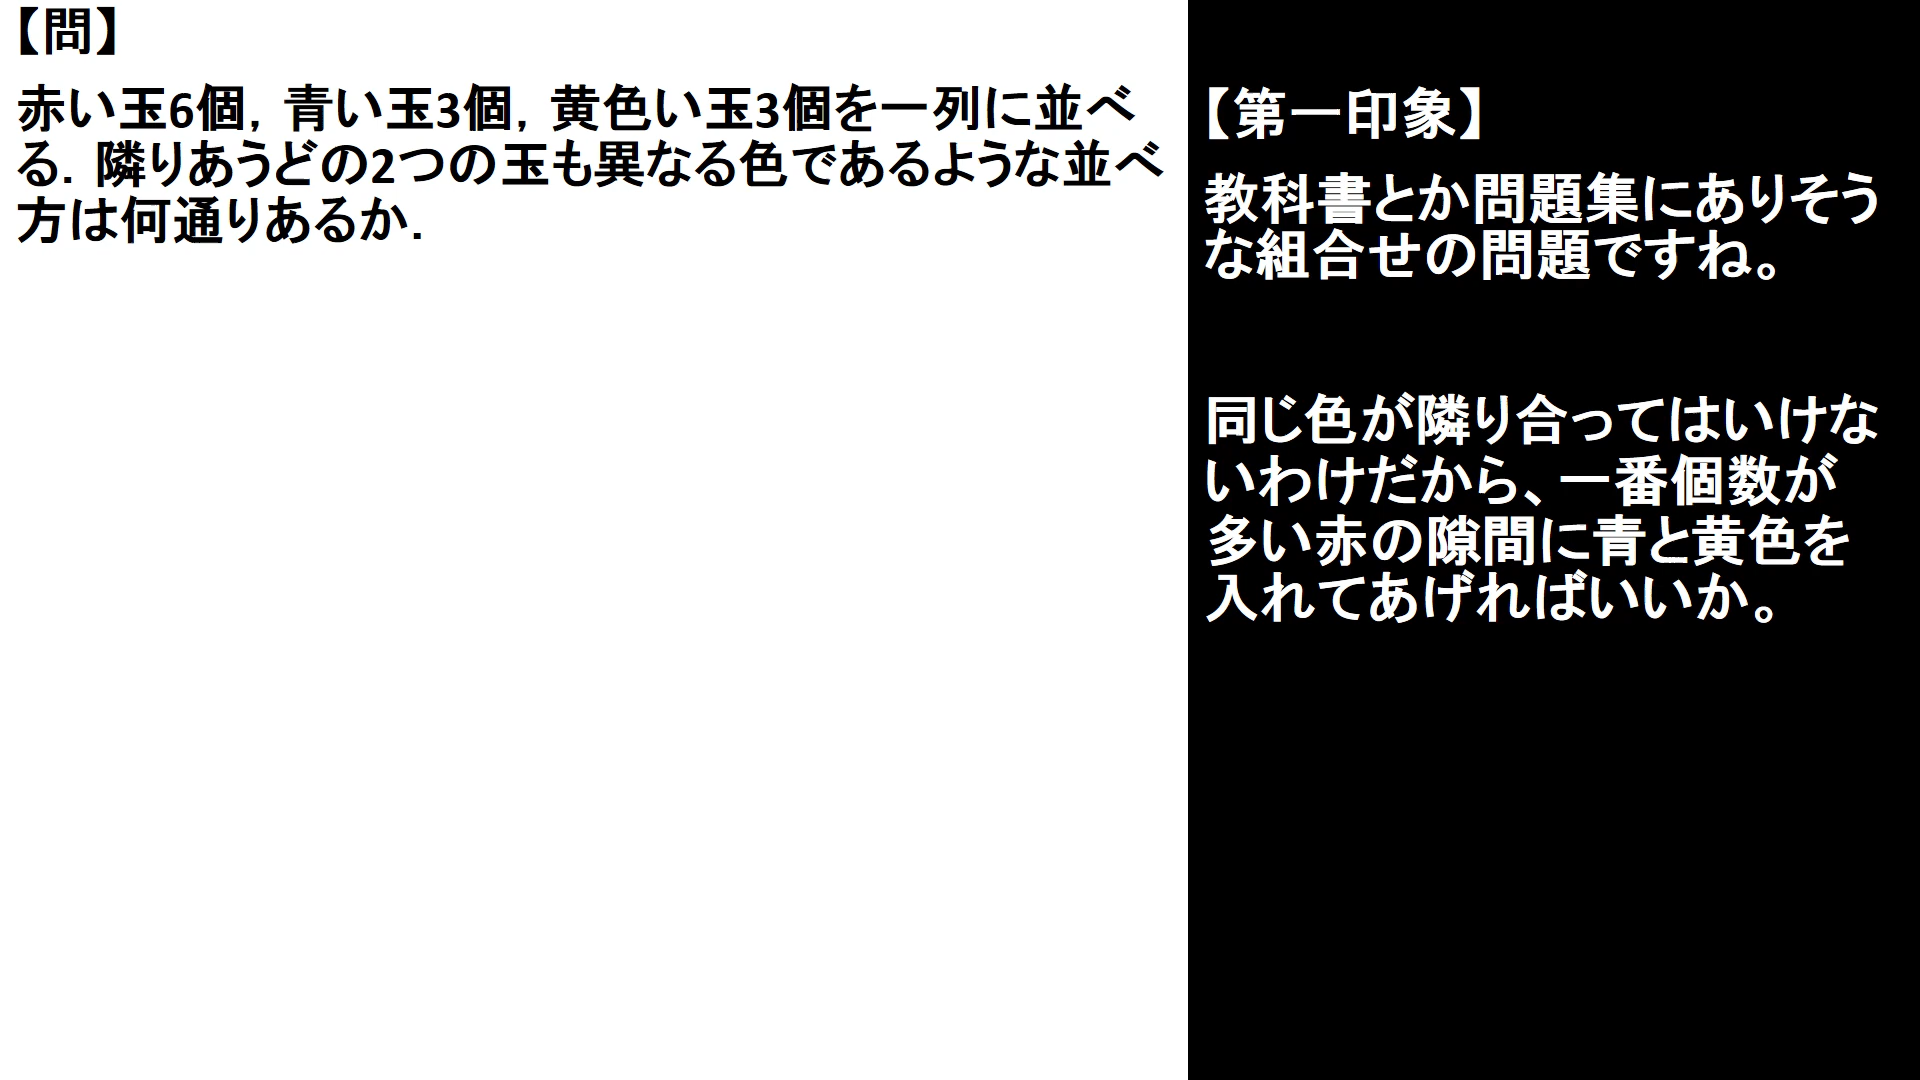 【問】
赤い玉6個，青い玉3個，黄色い玉3個を一列に並べ
る．隣りあうどの2つの玉も異なる色であるような並べ
方は何通りあるか．
【第一印象】
教科書とか問題集にありそう
な組合せの問題ですね。
同じ色が隣り合ってはいけな
いわけだから、一番個数が
多い赤の隙間に青と黄色を
入れてあげればいいか。